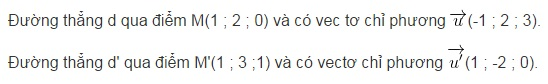 Đường thẳng d qua điểm M(1 ; 2 ; 0) và có vec tơ chỉ phương u⃗(-1 ; 2 ; 3).
Đường thẳng d' qua điểm M'(1 ; 3 ;1) và có vectơ chỉ phương u'⃗(1 ; -2 ; 0).